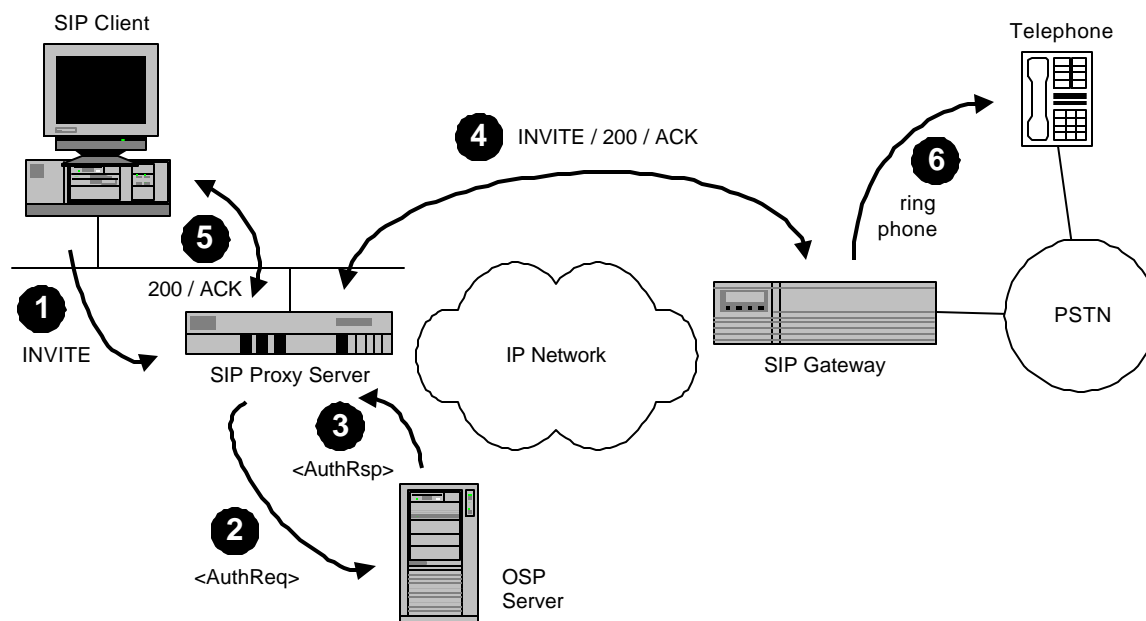 SIP Client
Telephone
4 INVITE / 200 / ACK
6
ring
phone
5
200 / ACK
1
INVITE
SIP Proxy Server
IP Network
SIP Gateway
PSTN
3
<AuthRsp>
2
<AuthReq>
OSP
Server